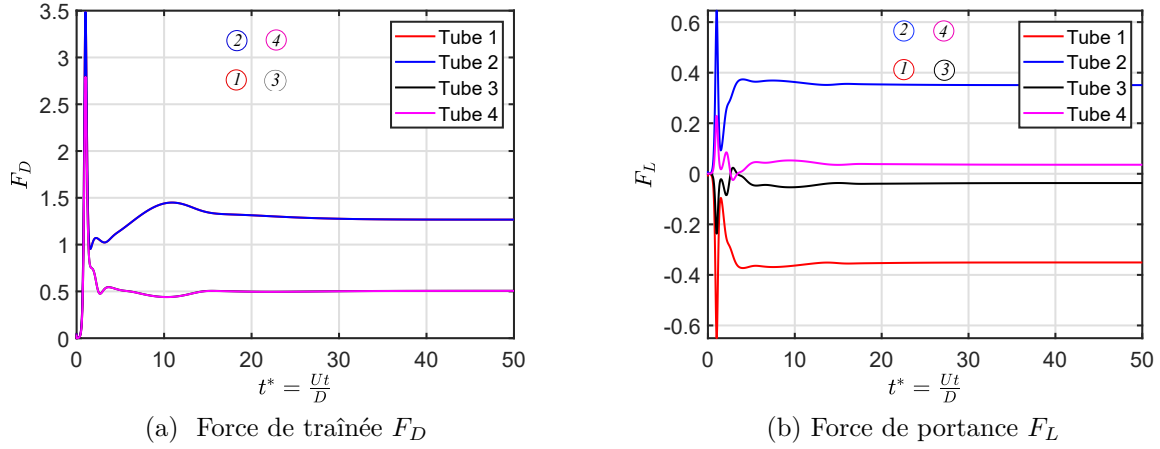 3.5
3
2.5
2
1.5
1
0.5
0
F_D
2 4
1 3
Tube 1
Tube 2
Tube 3
Tube 4
0 10 20 30 40 50
t* = Ut/D
(a) Force de traînée F_D
0.6
0.4
0.2
0
-0.2
-0.4
-0.6
F_L
2 4
1 3
Tube 1
Tube 2
Tube 3
Tube 4
0 10 20 30 40 50
t* = Ut/D
(b) Force de portance F_L